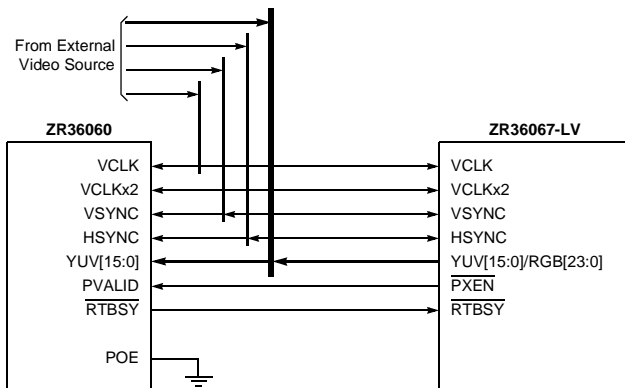 From External
Video Source
ZR36060
ZR36067-LV
VCLK
VCLK
VCLKx2
VCLKx2
VSYNC
VSYNC
HSYNC
HSYNC
YUV[15:0]
YUV[15:0]/RGB[23:0]
PVALID
PXEN
RTBSY
RTBSY
POE